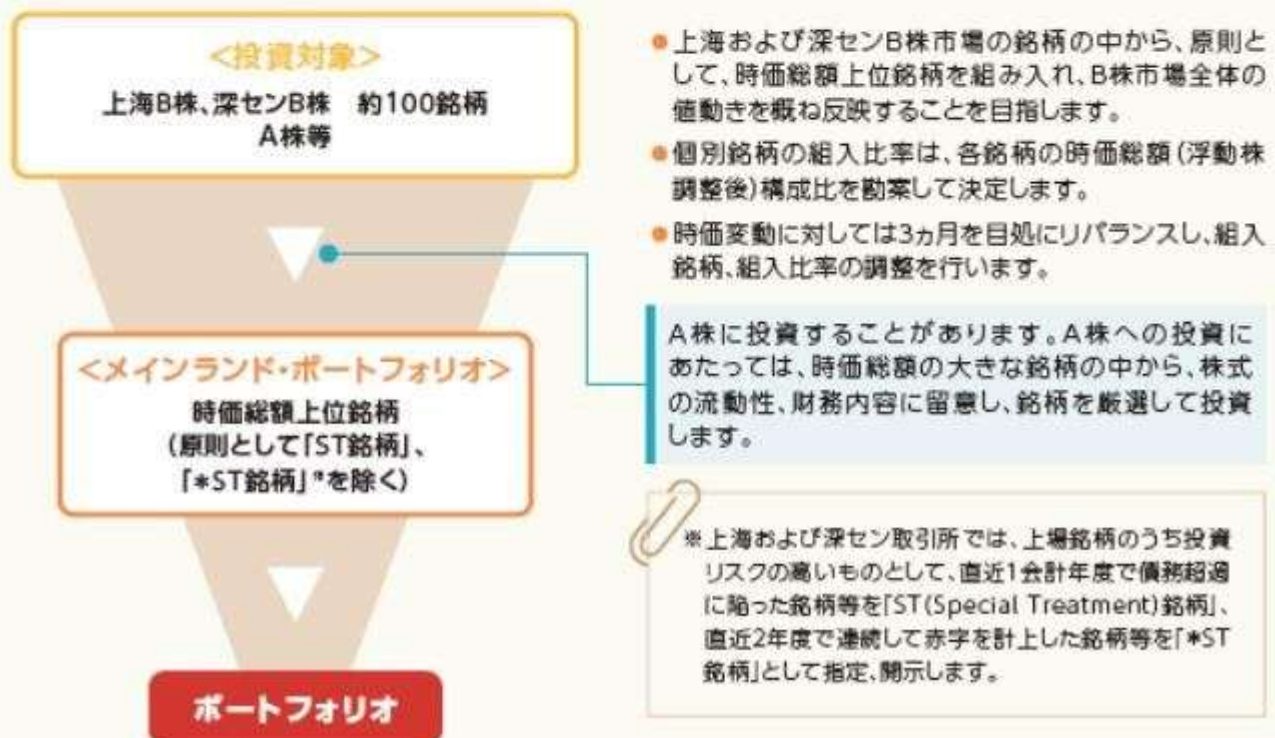 <投資対象>
上海B株、深センB株 約100銘柄
A株等
<メインランド・ポートフォリオ>
時価総額上位銘柄
(原則として「ST銘柄」、
「*ST銘柄」※を除く)
ポートフォリオ
●上海および深センB株市場の銘柄の中から、原則と
して、時価総額上位銘柄を組み入れ、B株市場全体の
値動きを概ね反映することを目指します。
●個別銘柄の組入比率は、各銘柄の時価総額(浮動株
調整後)構成比を勘案して決定します。
●時価変動に対しては3ヵ月を目処にリバランスし、組入
銘柄、組入比率の調整を行います。
A株に投資することがあります。A株への投資に
あたっては、時価総額の大きな銘柄の中から、株式
の流動性、財務内容に留意し、銘柄を厳選して投資
します。
※上海および深セン取引所では、上場銘柄のうち投資
リスクの高いものとして、直近1会計年度で債務超過
に陥った銘柄等を「ST(Special Treatment)銘柄」、
直近2年度で連続して赤字を計上した銘柄等を「*ST
銘柄」として指定、開示します。